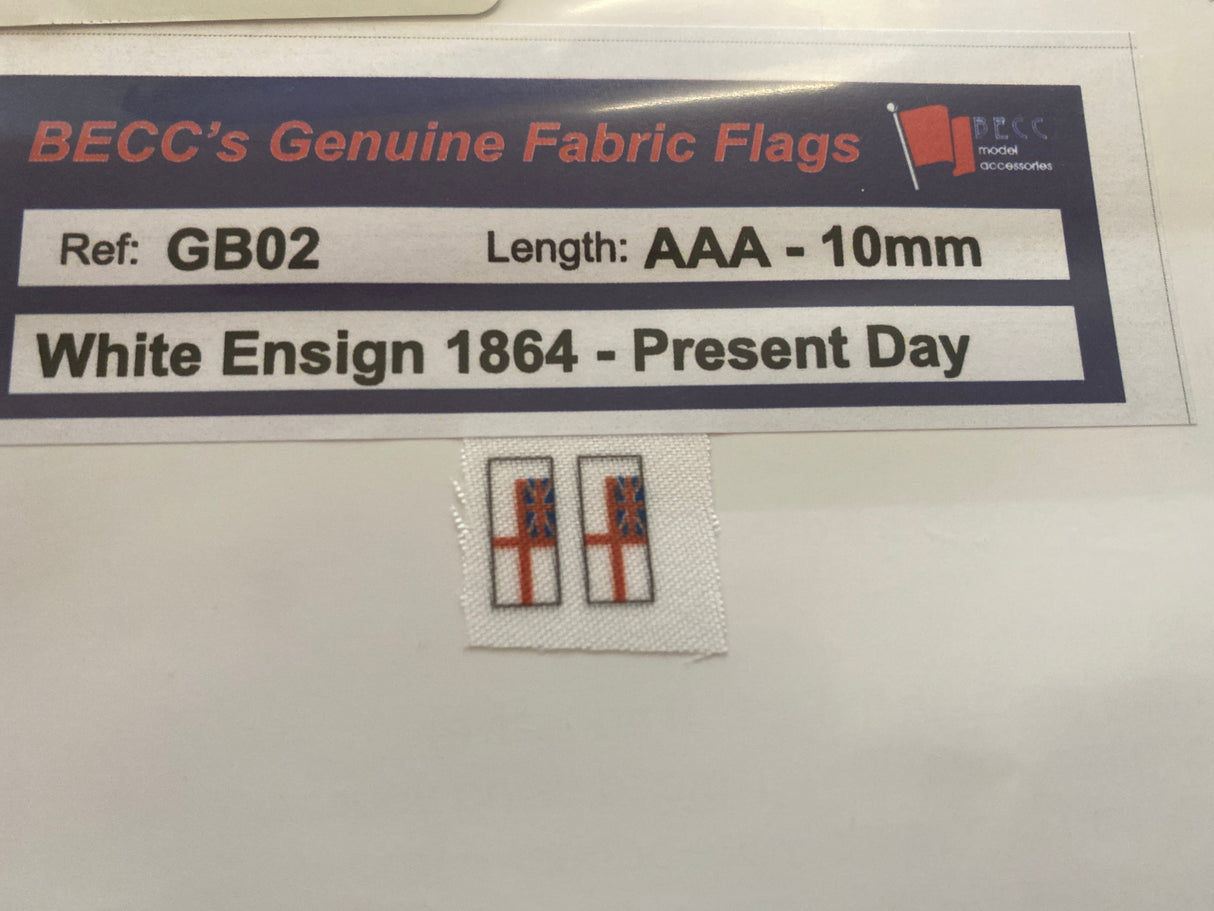 BECC's Genuine Fabric Flags
BECC
model
accessories
Ref: GB02 Length: AAA - 10mm
White Ensign 1864 - Present Day